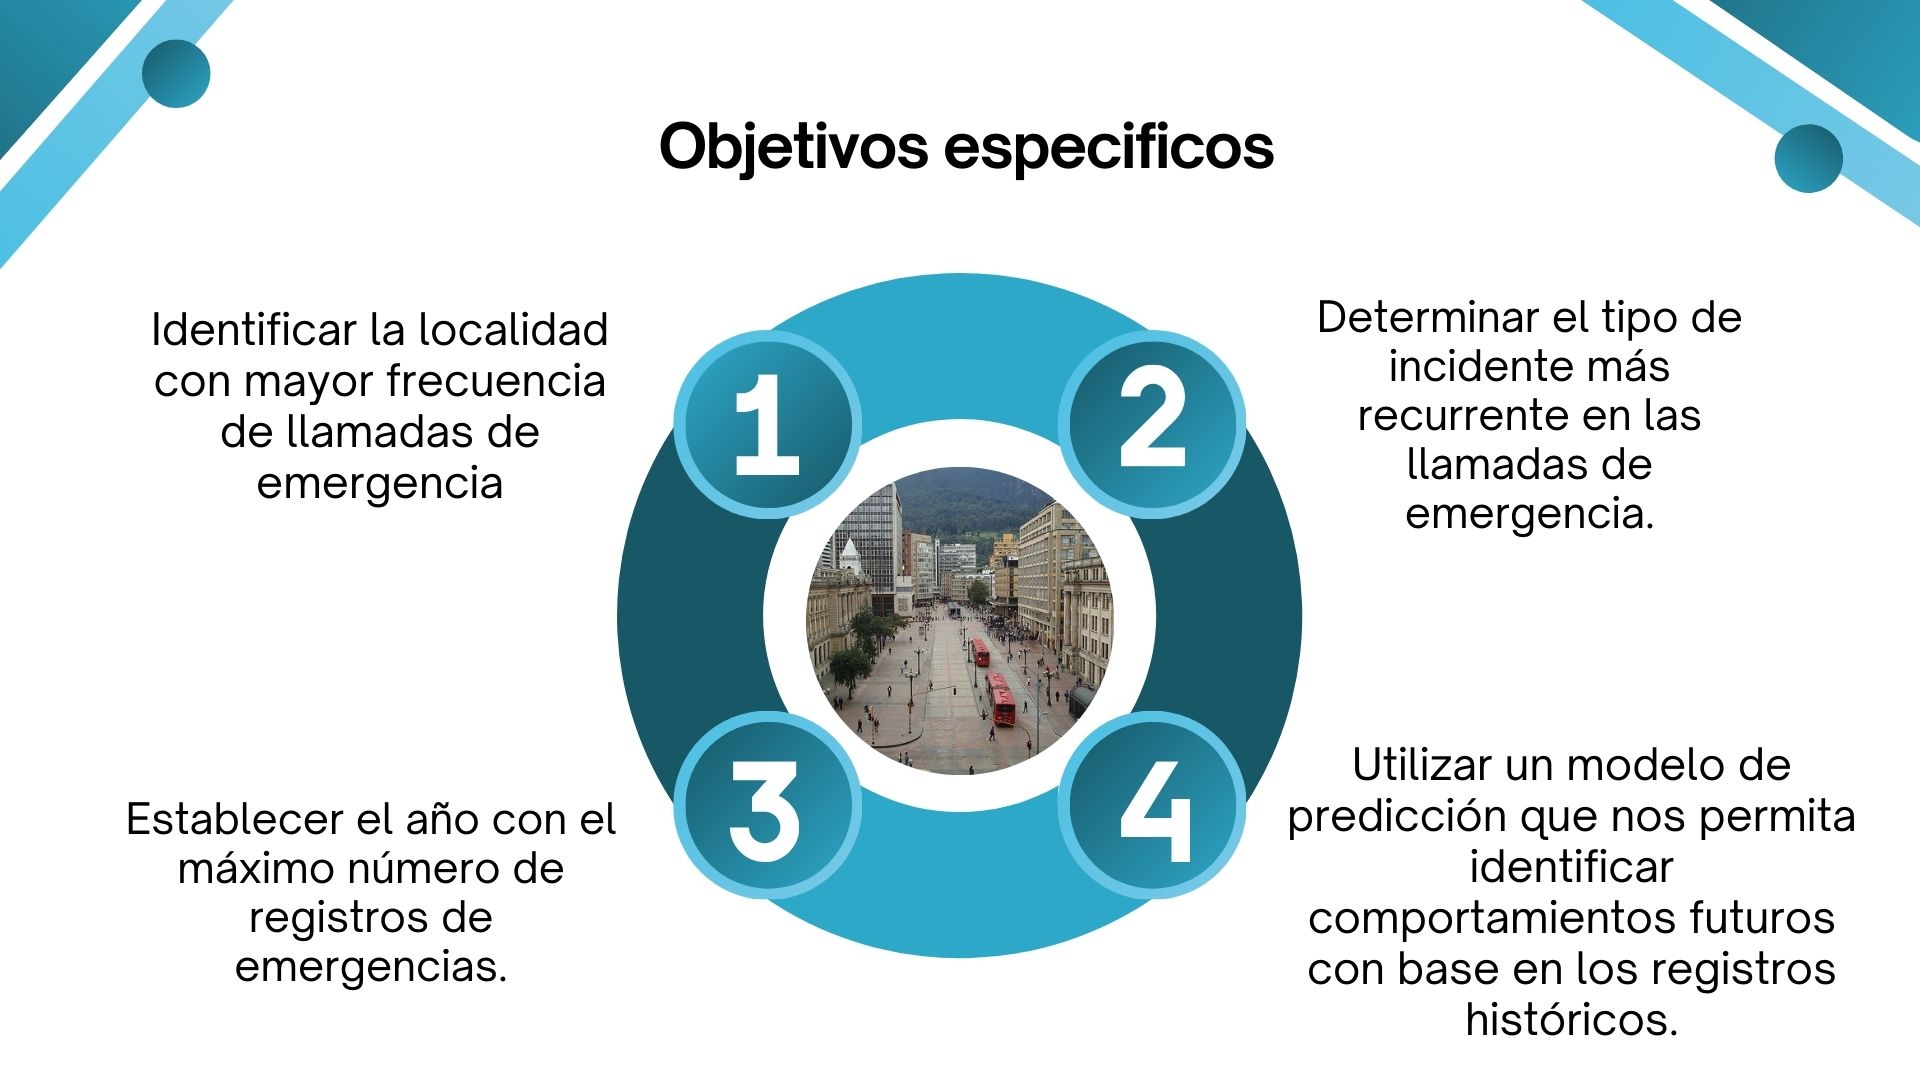 Objetivos especificos
1
Identificar la localidad
con mayor frecuencia
de llamadas de
emergencia
2
Determinar el tipo de
incidente más
recurrente en las
llamadas de
emergencia.
3
Establecer el año con el
máximo número de
registros de
emergencias.
4
Utilizar un modelo de
predicción que nos permita
identificar
comportamientos futuros
con base en los registros
históricos.